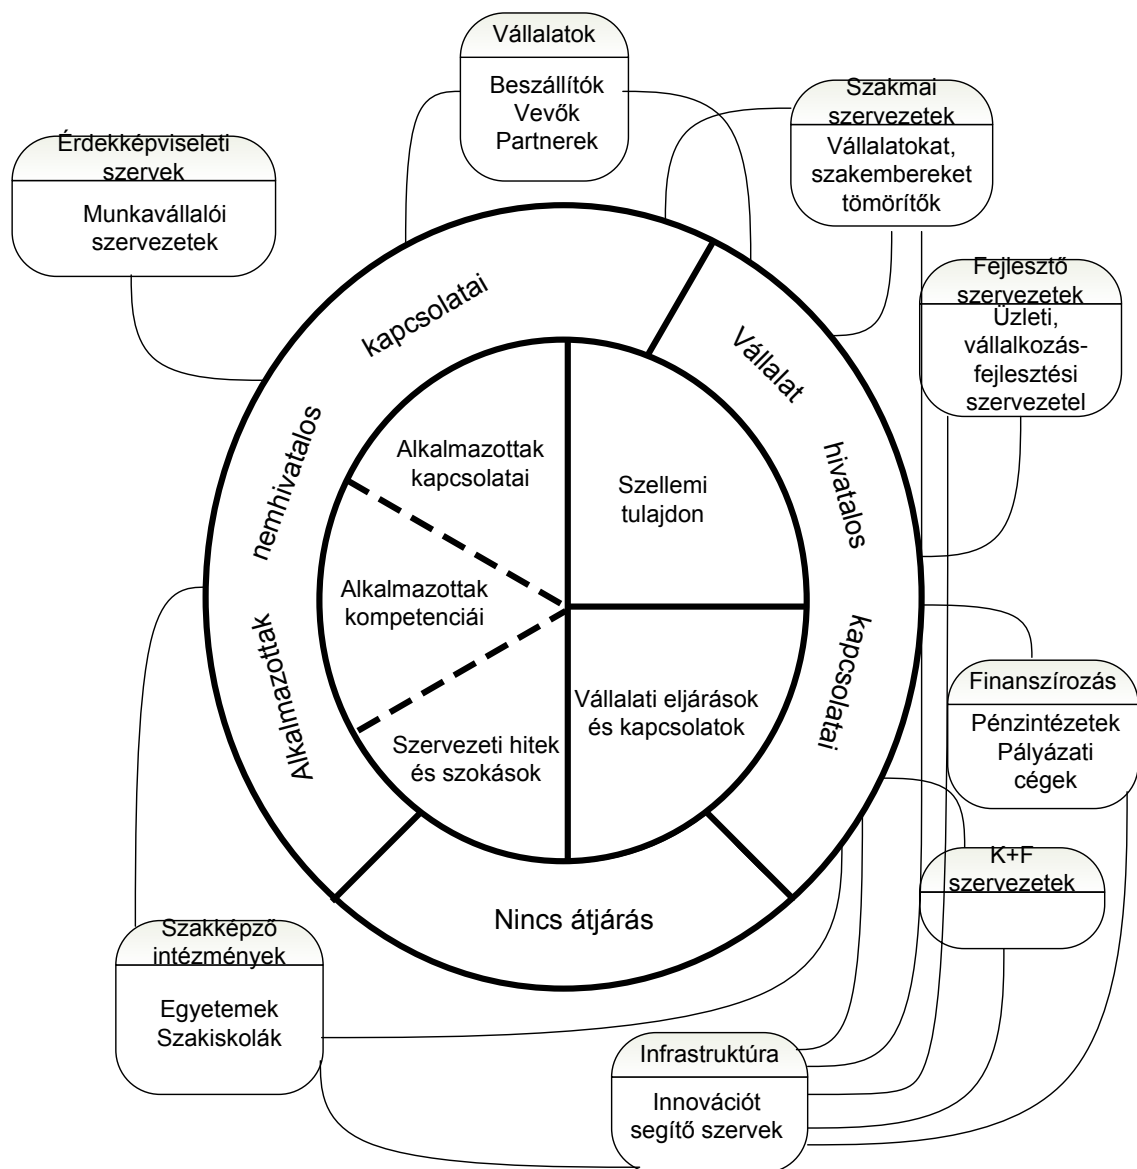 Vállalatok
Beszállítók
Vevők
Partnerek
Szakmai
szervezetek
Vállalatokat,
szakembereket
tömörítők
Érdekképviseleti
szervek
Munkavállalói
szervezetek
Fejlesztő
szervezetek
Üzleti,
vállalkozás-
fejlesztési
szervezetel
kapcsolatai
nemhivatalos
Alkalmazottak
Vállalat
hivatalos
kapcsolatai
Alkalmazottak
kapcsolatai
Szellemi
tulajdon
Alkalmazottak
kompetenciái
Vállalati eljárások
és kapcsolatok
Szervezeti hitek
és szokások
Nincs átjárás
Finanszírozás
Pénzintézetek
Pályázati
cégek
K+F
szervezetek
Szakképző
intézmények
Egyetemek
Szakiskolák
Infrastruktúra
Innovációt
segítő szervek